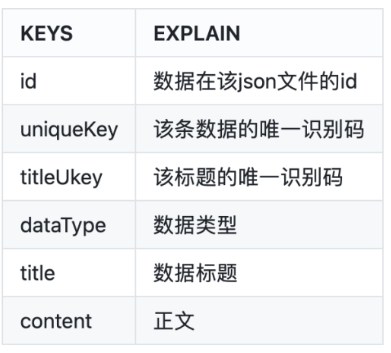 KEYS EXPLAIN
id 数据在该json文件的id
uniqueKey 该条数据的唯一识别码
titleUkey 该标题的唯一识别码
dataType 数据类型
title 数据标题
content 正文